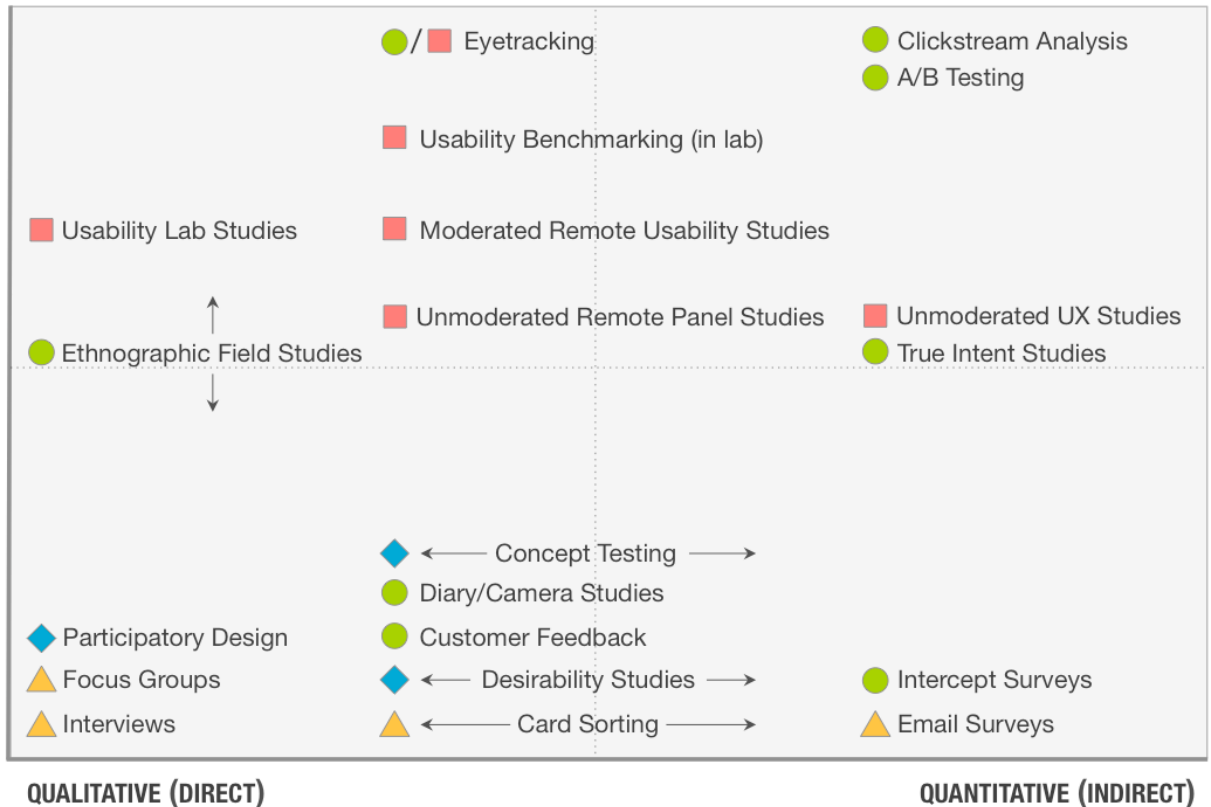 / Eyetracking
Clickstream Analysis
A/B Testing
Usability Benchmarking (in lab)
Usability Lab Studies
Moderated Remote Usability Studies
Unmoderated Remote Panel Studies
Unmoderated UX Studies
Ethnographic Field Studies
True Intent Studies
Concept Testing
Diary/Camera Studies
Participatory Design
Customer Feedback
Focus Groups
Desirability Studies
Intercept Surveys
Interviews
Card Sorting
Email Surveys
QUALITATIVE (DIRECT)
QUANTITATIVE (INDIRECT)